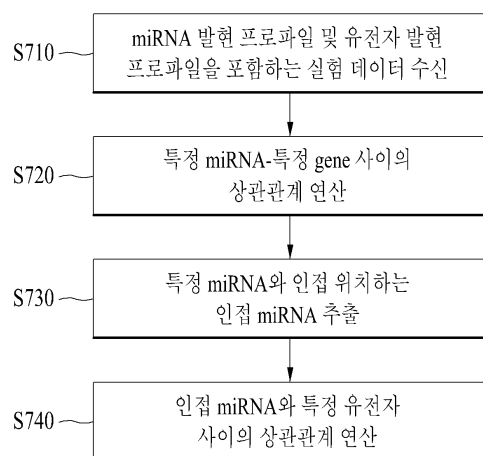 S710
miRNA 발현 프로파일 및 유전자 발현
프로파일을 포함하는 실험 데이터 수신
S720
특정 miRNA-특정 gene 사이의
상관관계 연산
S730
특정 miRNA와 인접 위치하는
인접 miRNA 추출
S740
인접 miRNA와 특정 유전자
사이의 상관관계 연산